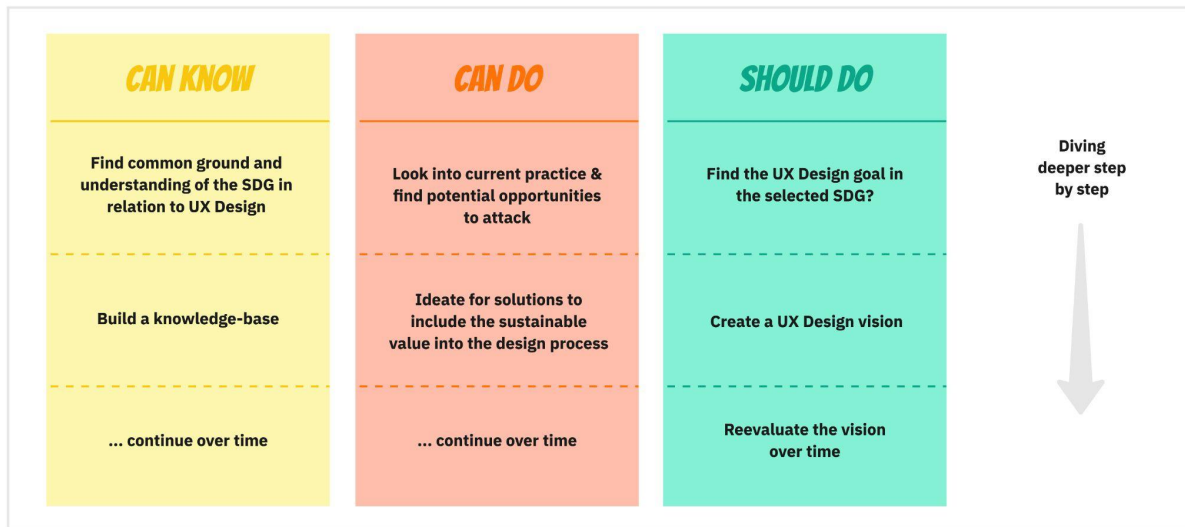 CAN KNOW
Find common ground and
understanding of the SDG in
relation to UX Design
Build a knowledge-base
... continue over time
CAN DO
Look into current practice &
find potential opportunities
to attack
Ideate for solutions to
include the sustainable
value into the design process
... continue over time
SHOULD DO
Find the UX Design goal in
the selected SDG?
Create a UX Design vision
Reevaluate the vision
over time
Diving
deeper step
by step